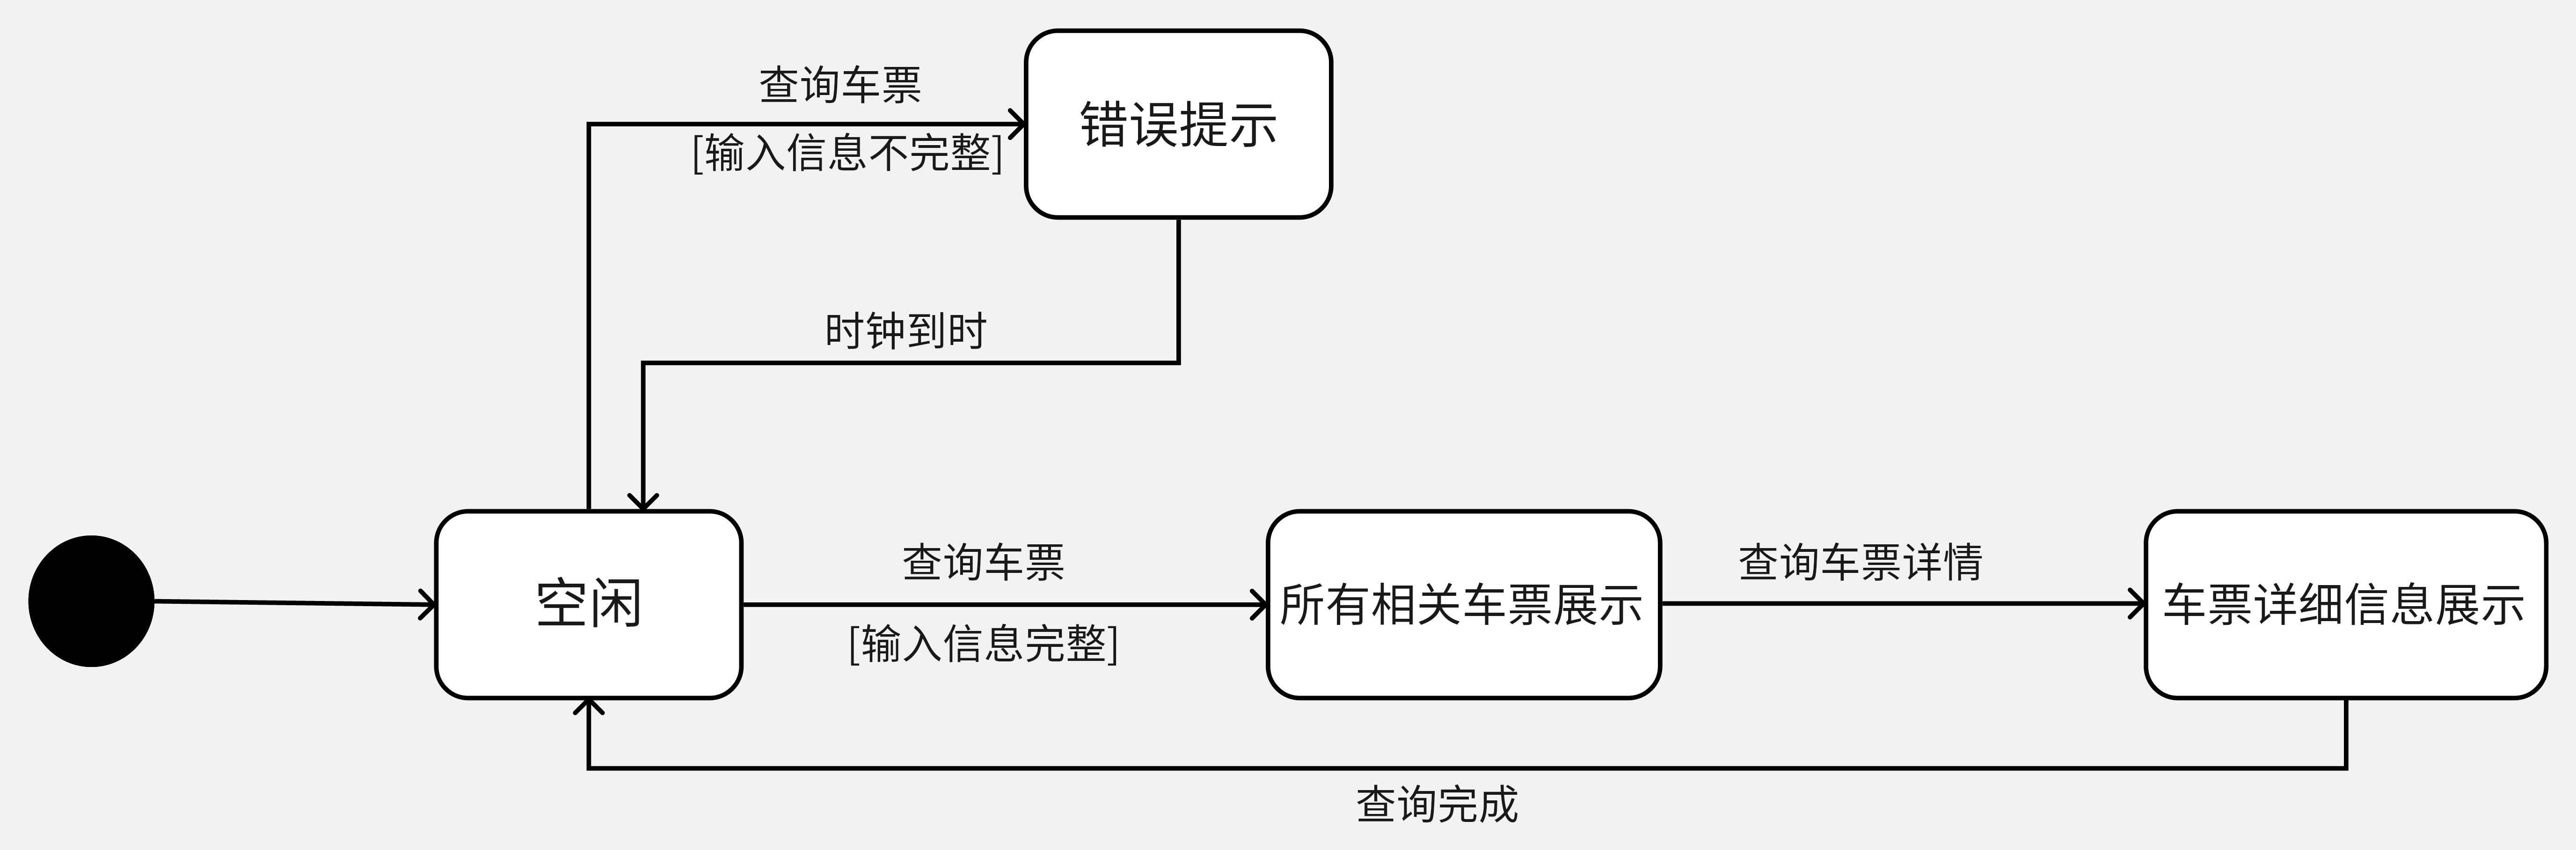 查询车票
[输入信息不完整]
错误提示
时钟到时
空闲
查询车票
[输入信息完整]
所有相关车票展示
查询车票详情
车票详细信息展示
查询完成